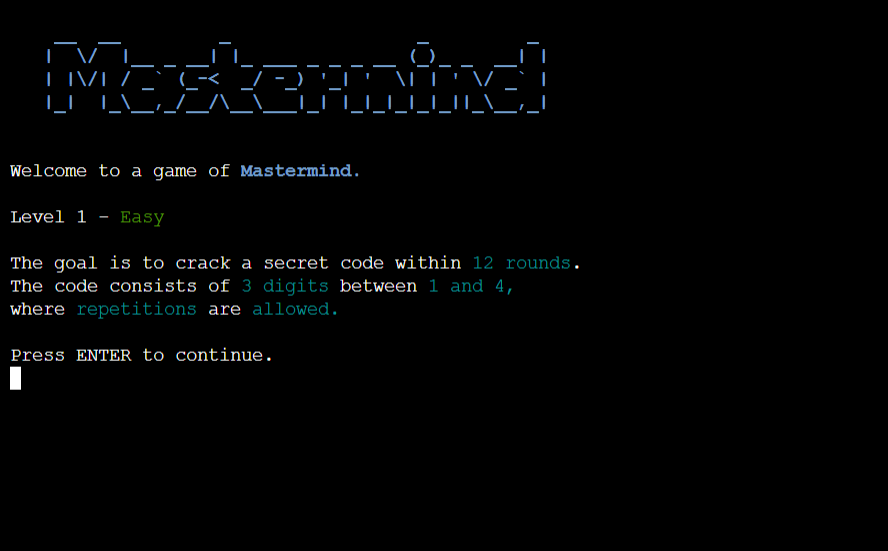 Mastermind
Welcome to a game of Mastermind.
Level 1 - Easy
The goal is to crack a secret code within 12 rounds.
The code consists of 3 digits between 1 and 4,
where repetitions are allowed.
Press ENTER to continue.